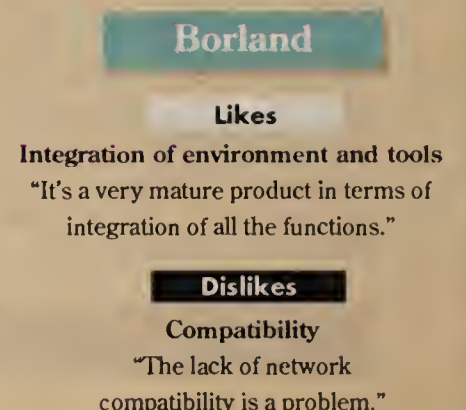 Borland
Likes
Integration of environment and tools
“It's a very mature product in terms of
integration of all the functions.”
Dislikes
Compatibility
“The lack of network
compatibility is a problem.”